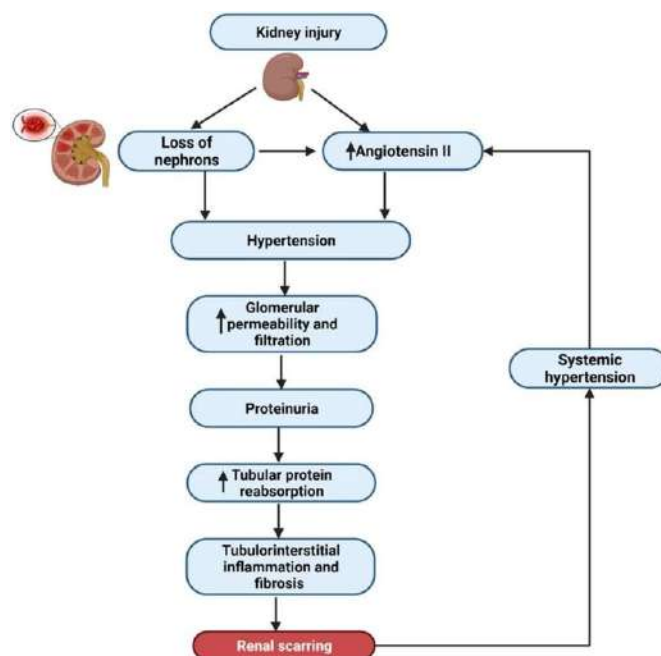 Kidney injury
Loss of
nephrons
↑Angiotensin II
Hypertension
↑ Glomerular
permeability and
filtration
Systemic
hypertension
Proteinuria
↑ Tubular protein
reabsorption
Tubulorinterstitial
inflammation and
fibrosis
Renal scarring